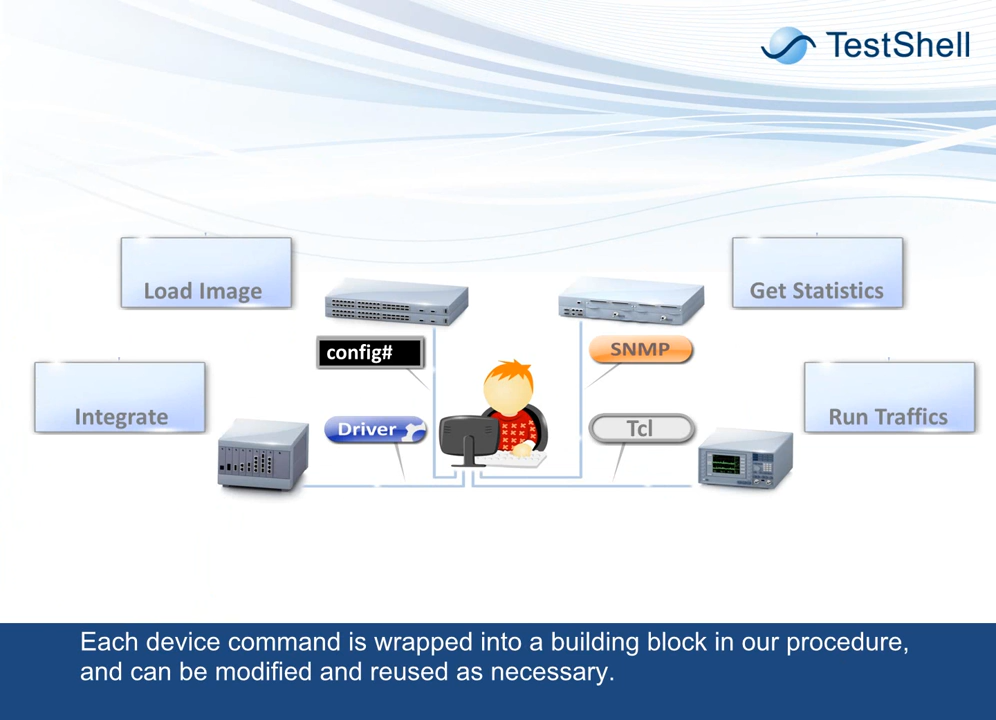 TestShell
Load Image
Get Statistics
config#
SNMP
Integrate
Driver
Tcl
Run Traffics
Each device command is wrapped into a building block in our procedure,
and can be modified and reused as necessary.